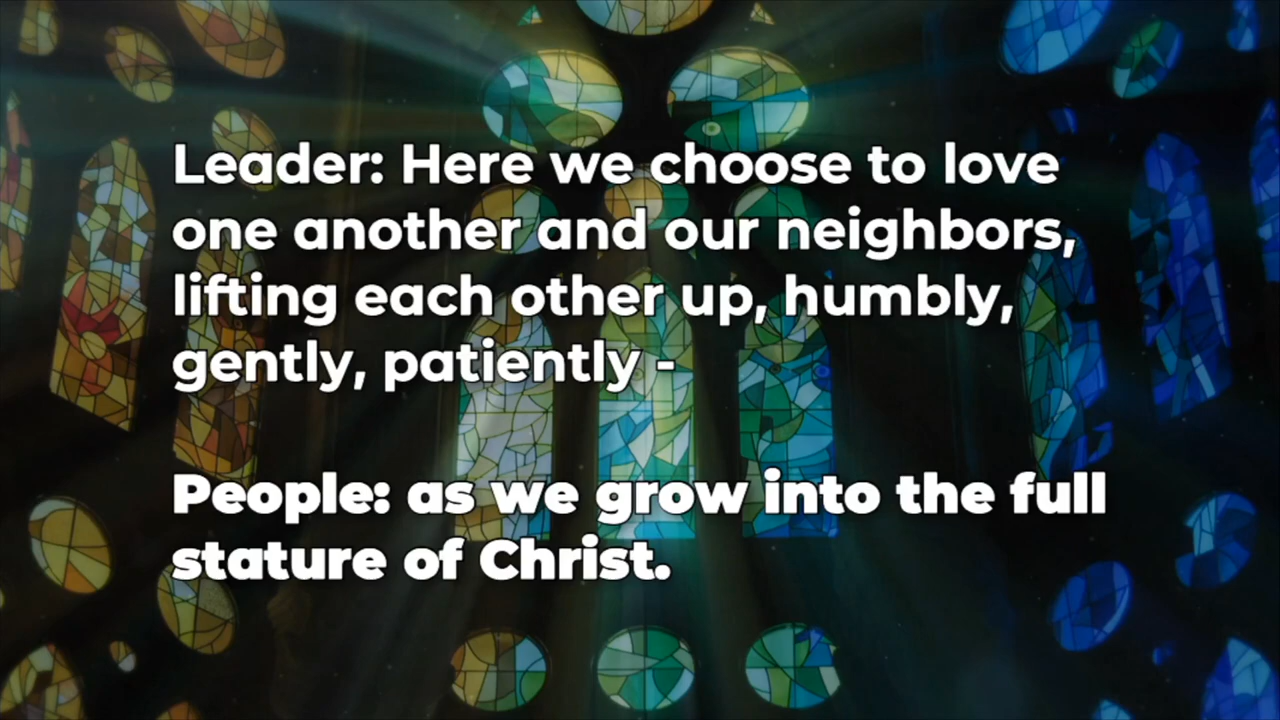 Leader: Here we choose to love
one another and our neighbors,
lifting each other up, humbly,
gently, patiently -
People: as we grow into the full
stature of Christ.